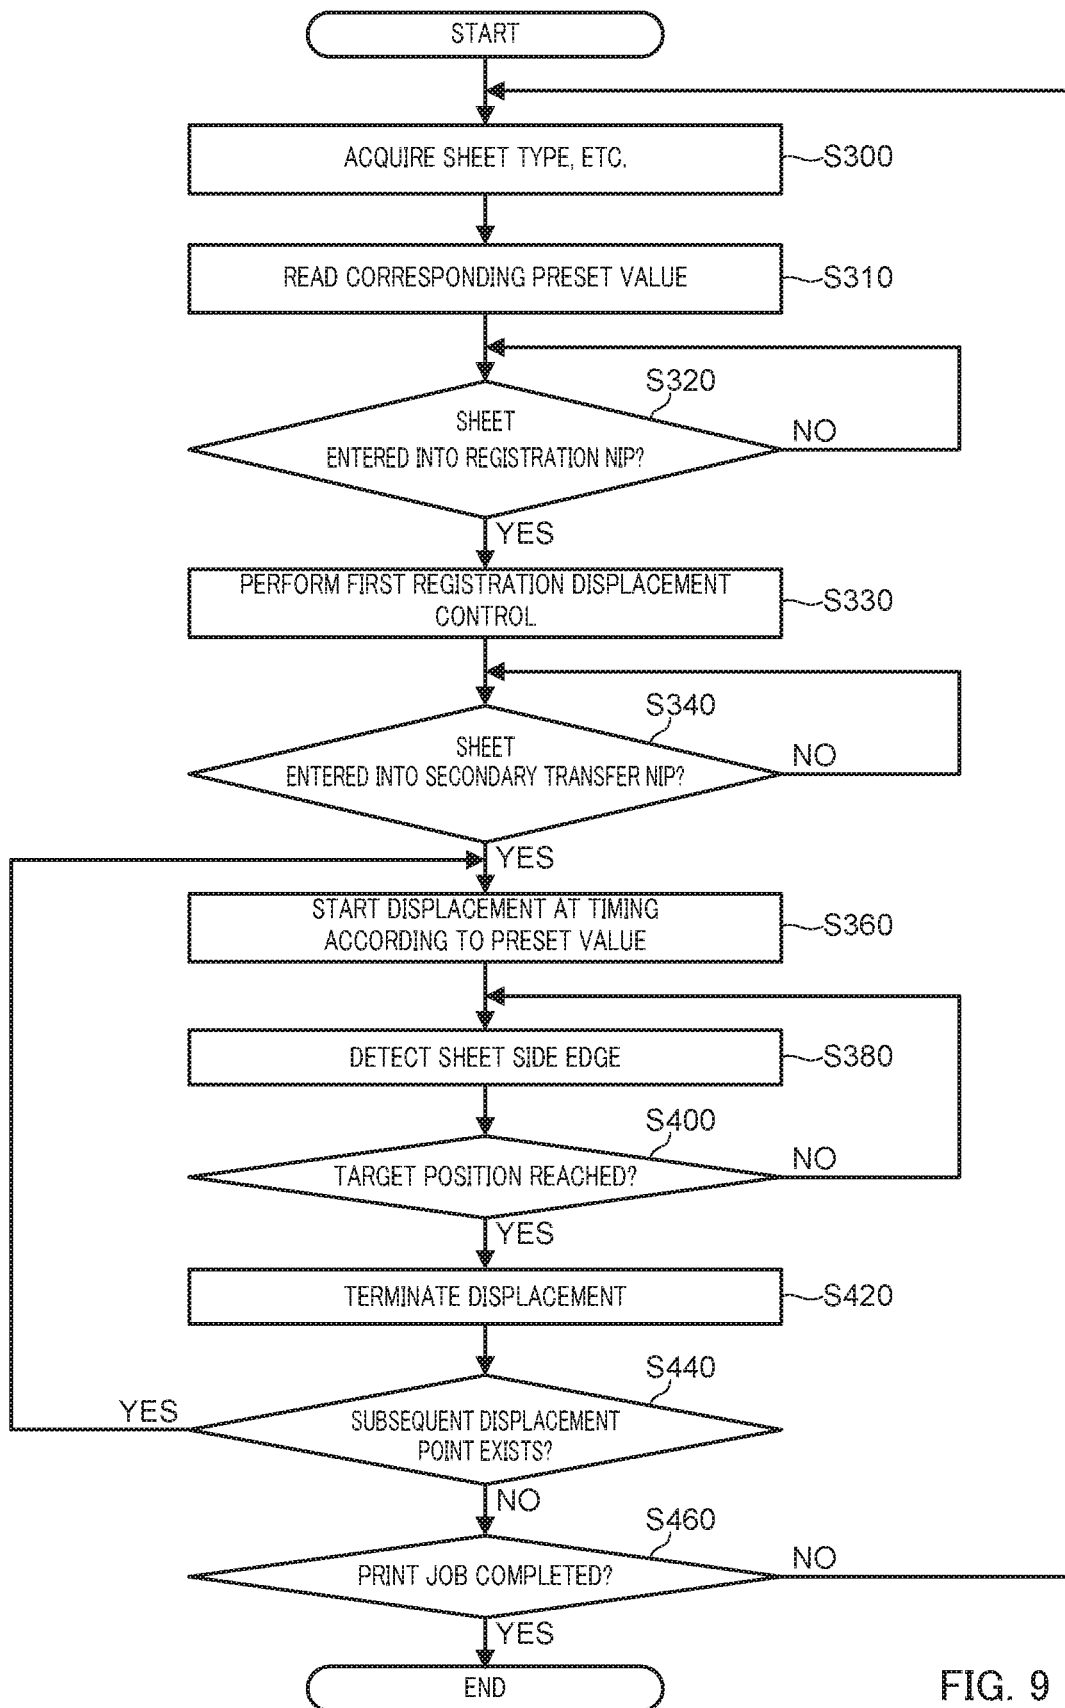 START
ACQUIRE SHEET TYPE, ETC.
S300
READ CORRESPONDING PRESET VALUE
S310
S320
SHEET
ENTERED INTO REGISTRATION NIP?
NO
YES
PERFORM FIRST REGISTRATION DISPLACEMENT
CONTROL
S330
S340
SHEET
ENTERED INTO SECONDARY TRANSFER NIP?
NO
YES
START DISPLACEMENT AT TIMING
ACCORDING TO PRESET VALUE
S360
DETECT SHEET SIDE EDGE
S380
S400
TARGET POSITION REACHED?
NO
YES
TERMINATE DISPLACEMENT
S420
S440
YES
SUBSEQUENT DISPLACEMENT
POINT EXISTS?
NO
S460
PRINT JOB COMPLETED?
NO
YES
END
FIG. 9